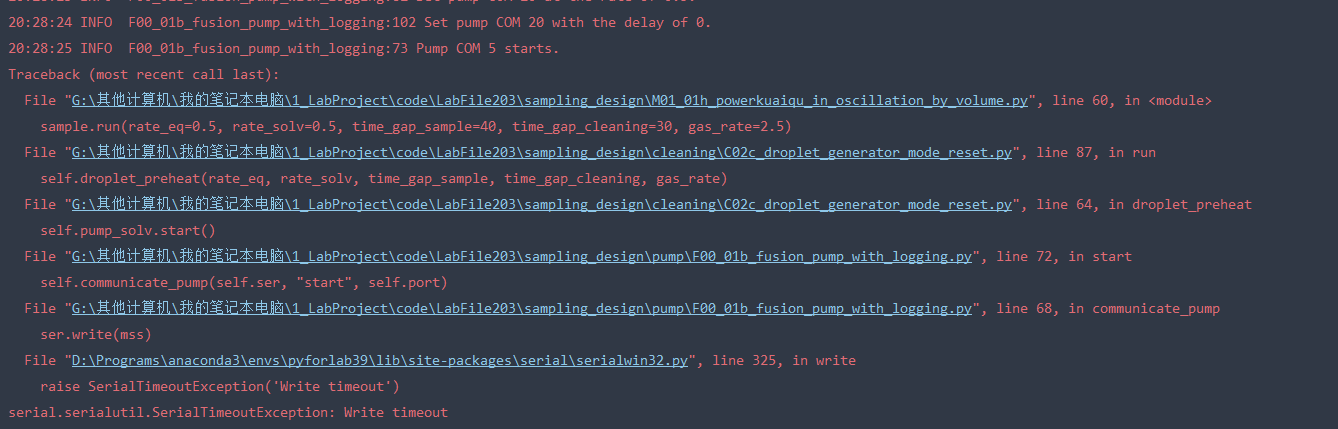 20:28:24 INFO  F00_01b_fusion_pump_with_logging:102 Set pump COM 20 with the delay of 0.
20:28:25 INFO  F00_01b_fusion_pump_with_logging:73 Pump COM 5 starts.
Traceback (most recent call last):
  File "G:\其他计算机\我的笔记本电脑\1_LabProject\code\LabFile203\sampling_design\M01_01h_powerkuaiqu_in_oscillation_by_volume.py", line 60, in <module>
    sample.run(rate_eq=0.5, rate_solv=0.5, time_gap_sample=40, time_gap_cleaning=30, gas_rate=2.5)
  File "G:\其他计算机\我的笔记本电脑\1_LabProject\code\LabFile203\sampling_design\cleaning\C02c_droplet_generator_mode_reset.py", line 87, in run
    self.droplet_preheat(rate_eq, rate_solv, time_gap_sample, time_gap_cleaning, gas_rate)
  File "G:\其他计算机\我的笔记本电脑\1_LabProject\code\LabFile203\sampling_design\cleaning\C02c_droplet_generator_mode_reset.py", line 64, in droplet_preheat
    self.pump_solv.start()
  File "G:\其他计算机\我的笔记本电脑\1_LabProject\code\LabFile203\sampling_design\pump\F00_01b_fusion_pump_with_logging.py", line 72, in start
    self.communicate_pump(self.ser, "start", self.port)
  File "G:\其他计算机\我的笔记本电脑\1_LabProject\code\LabFile203\sampling_design\pump\F00_01b_fusion_pump_with_logging.py", line 68, in communicate_pump
    ser.write(mss)
  File "D:\Programs\anaconda3\envs\pyforlab39\lib\site-packages\serial\serialwin32.py", line 325, in write
    raise SerialTimeoutException('Write timeout')
serial.serialutil.SerialTimeoutException: Write timeout